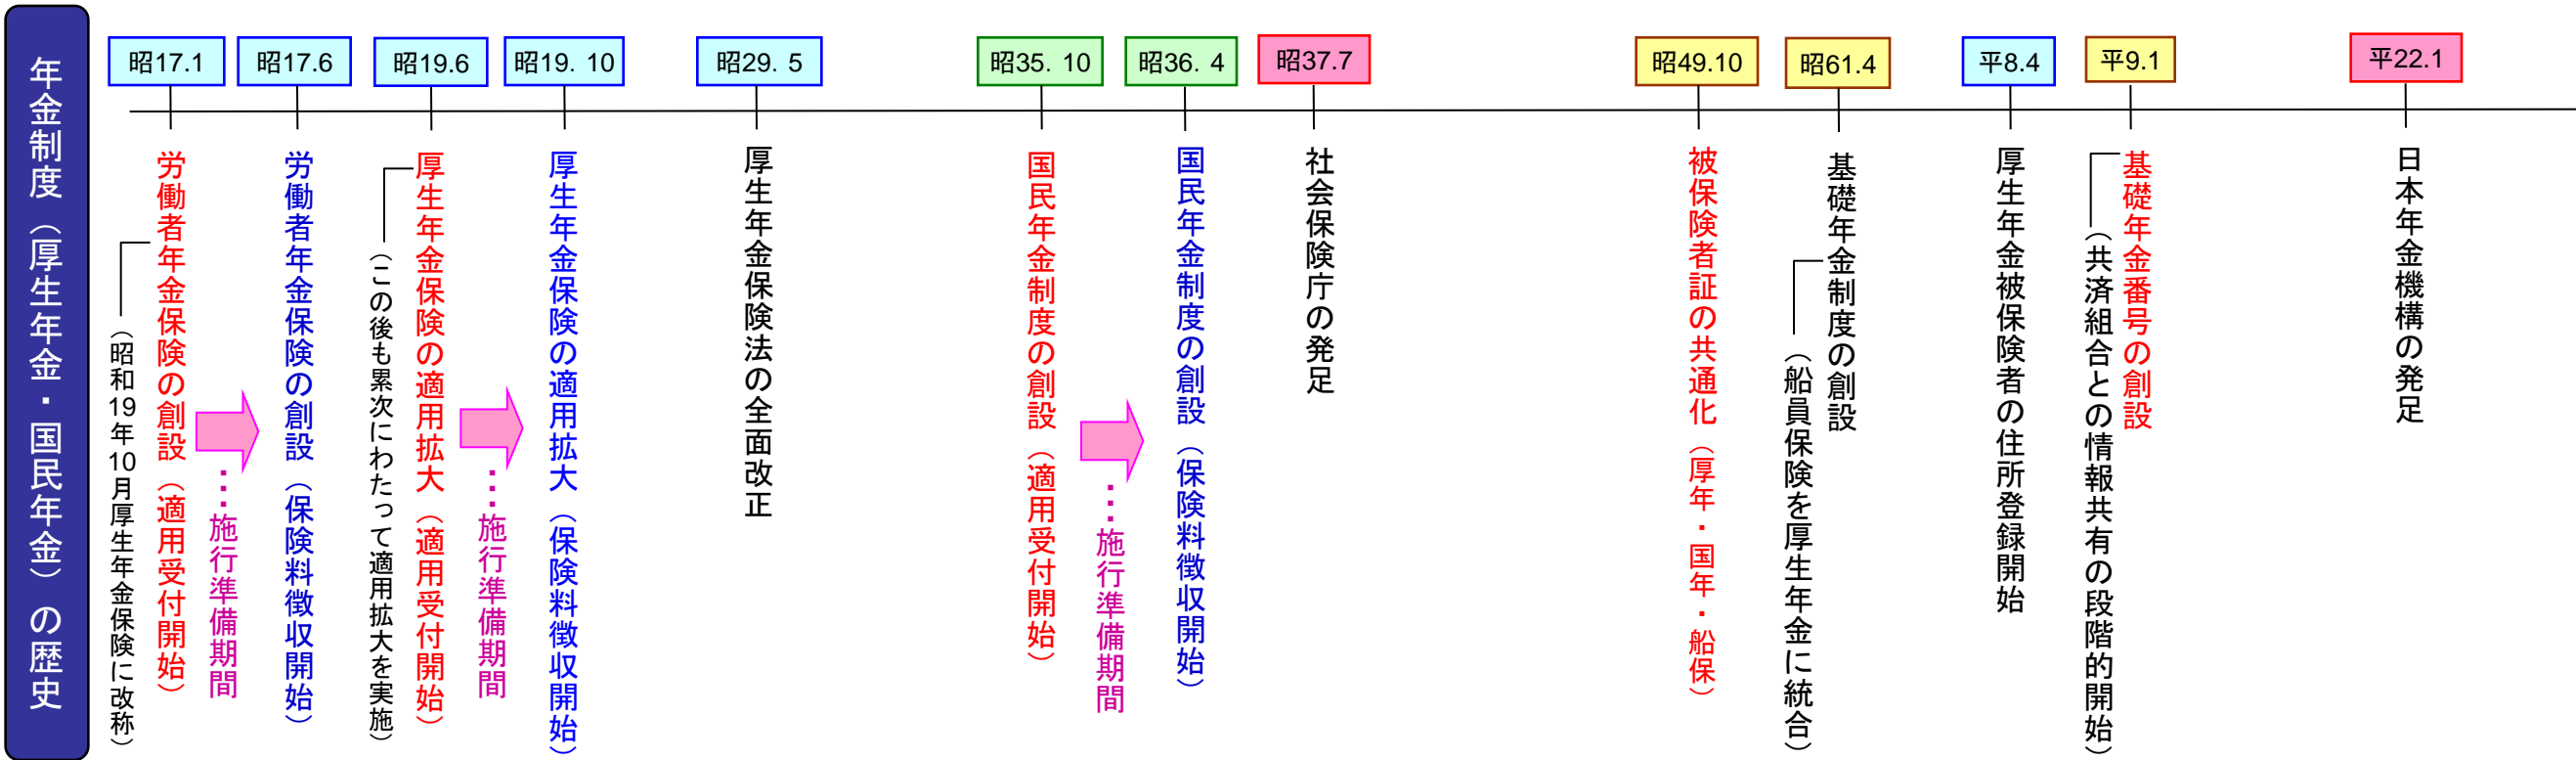 年金制度（厚生年金・国民年金）の歴史
昭17.1
労働者年金保険の創設（適用受付開始）
（昭和19年10月厚生年金保険に改称）
…施行準備期間
昭17.6
労働者年金保険の創設（保険料徴収開始）
昭19.6
厚生年金保険の適用拡大（適用受付開始）
（この後も累次にわたって適用拡大を実施）
…施行準備期間
昭19．10
厚生年金保険の適用拡大（保険料徴収開始）
昭29．5
厚生年金保険法の全面改正
昭35．10
国民年金制度の創設（適用受付開始）
…施行準備期間
昭36．4
国民年金制度の創設（保険料徴収開始）
昭37.7
社会保険庁の発足
昭49.10
被保険者証の共通化（厚年・国年・船保）
昭61.4
基礎年金制度の創設
（船員保険を厚生年金に統合）
平8.4
厚生年金被保険者の住所登録開始
平9.1
基礎年金番号の創設
（共済組合との情報共有の段階的開始）
平22.1
日本年金機構の発足